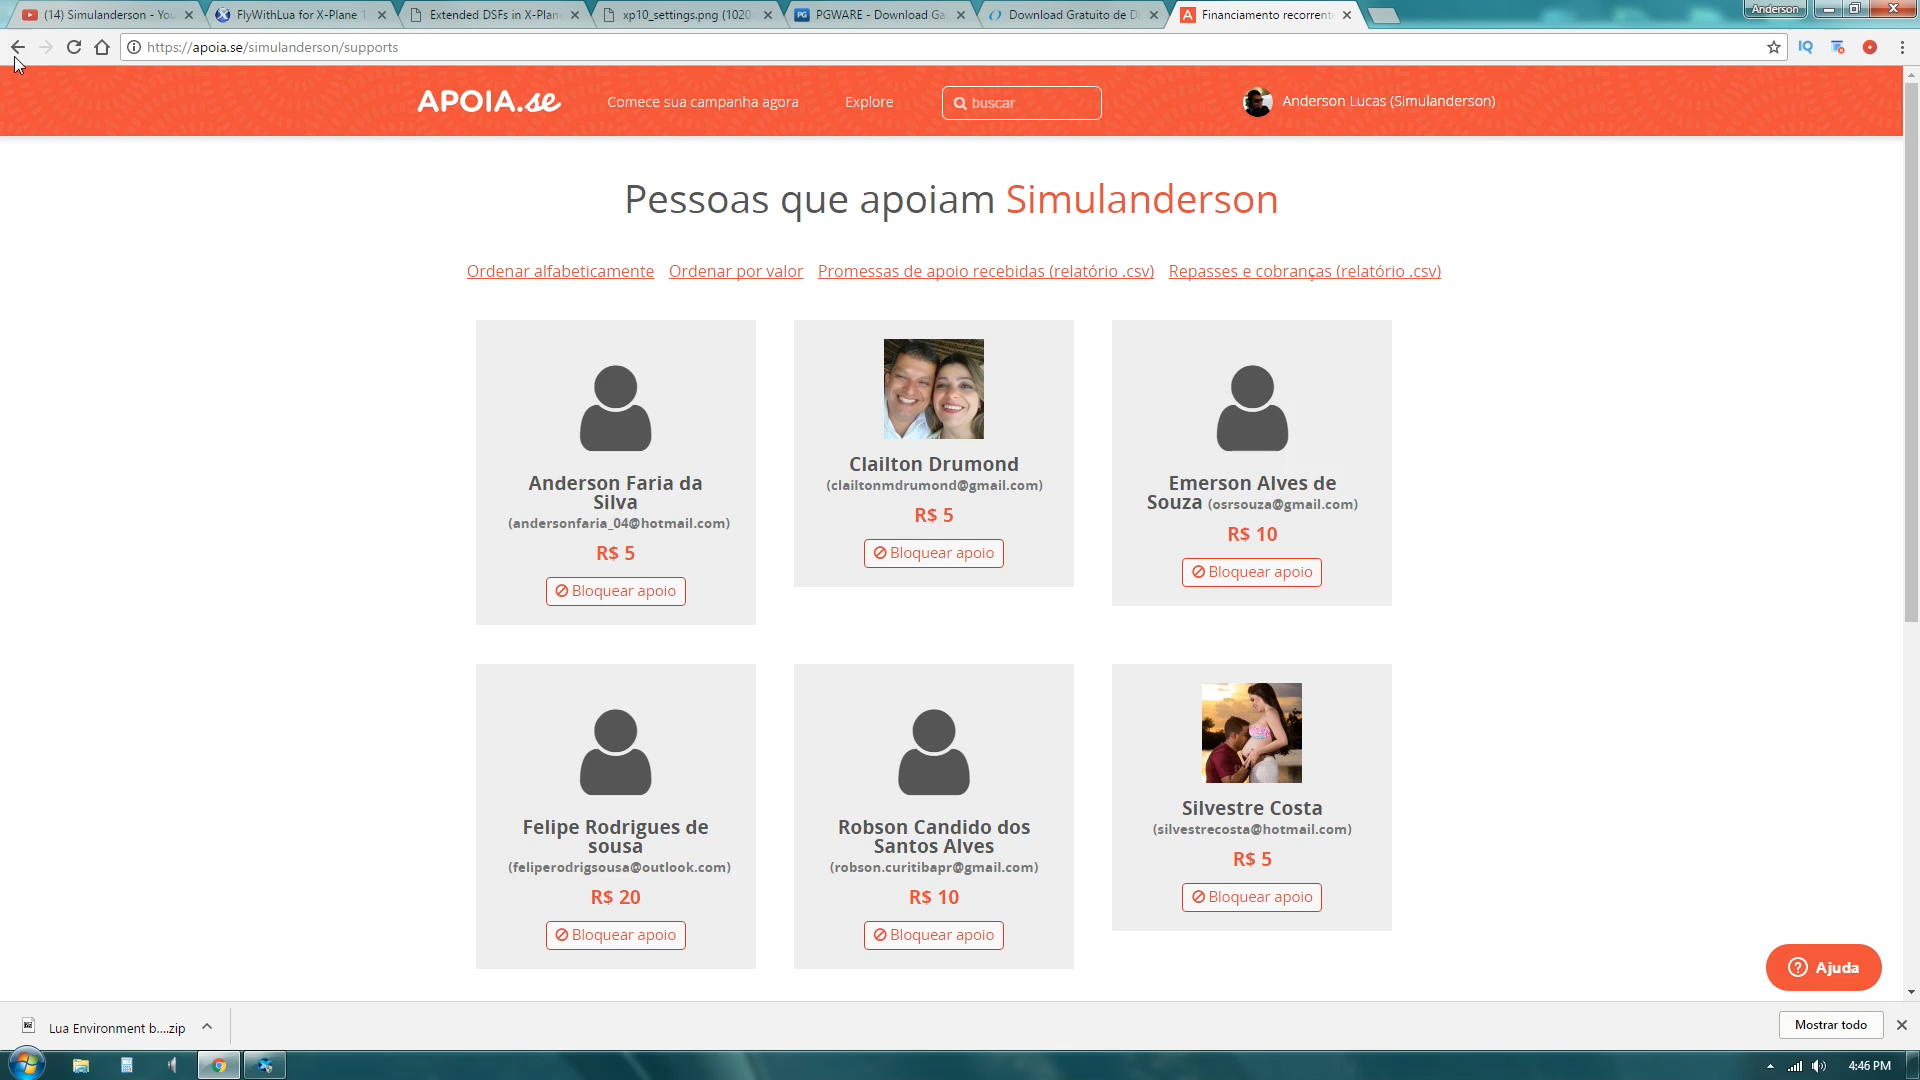 (14) Simulanderson - You
FlyWithLua for X-Plane 1
Extended DSFs in X-Plan
xp10_settings.png (1020
PGWARE - Download Ga
Download Gratuito de D
Financiamento recorrent
Anderson
https://apoia.se/simulanderson/supports
IQ
APOIA.se
Comece sua campanha agora
Explore
buscar
Anderson Lucas (Simulanderson)
Pessoas que apoiam Simulanderson
Ordenar alfabeticamente
Ordenar por valor
Promessas de apoio recebidas (relatório .csv)
Repasses e cobranças (relatório .csv)
Anderson Faria da
Silva
(andersonfaria_04@hotmail.com)
R$ 5
Bloquear apoio
Clailton Drumond
(clailtonmdrumond@gmail.com)
R$ 5
Bloquear apoio
Emerson Alves de
Souza (osrsouza@gmail.com)
R$ 10
Bloquear apoio
Felipe Rodrigues de
sousa
(feliperodrigsousa@outlook.com)
R$ 20
Bloquear apoio
Robson Candido dos
Santos Alves
(robson.curitibapr@gmail.com)
R$ 10
Bloquear apoio
Silvestre Costa
(silvestrecosta@hotmail.com)
R$ 5
Bloquear apoio
Ajuda
Lua Environment b....zip
Mostrar todo
4:46 PM